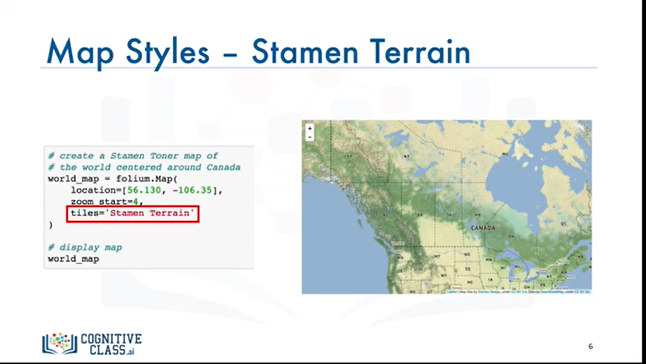 Map Styles – Stamen Terrain
# create a Stamen Toner map of
# the world centered around Canada
world_map = folium.Map(
location=[56.130, -106.35],
zoom_start=4,
tiles='Stamen Terrain'
)
# display map
world_map
+
-
CANADA
COGNITIVE
CLASS.ai
6